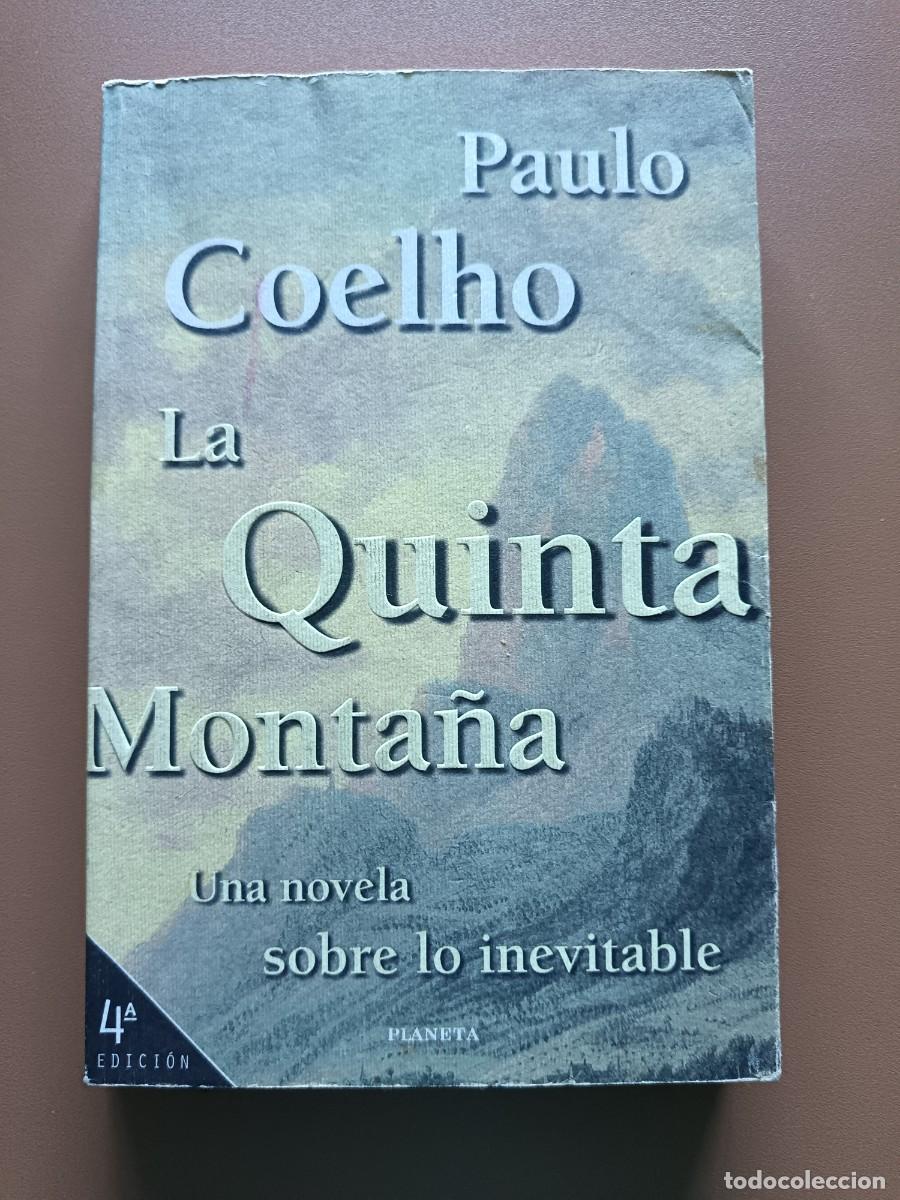 Paulo
Coelho
La
Quinta
Montaña
Una novela
sobre lo inevitable
4ª
EDICIÓN
PLANETA
todocoleccion